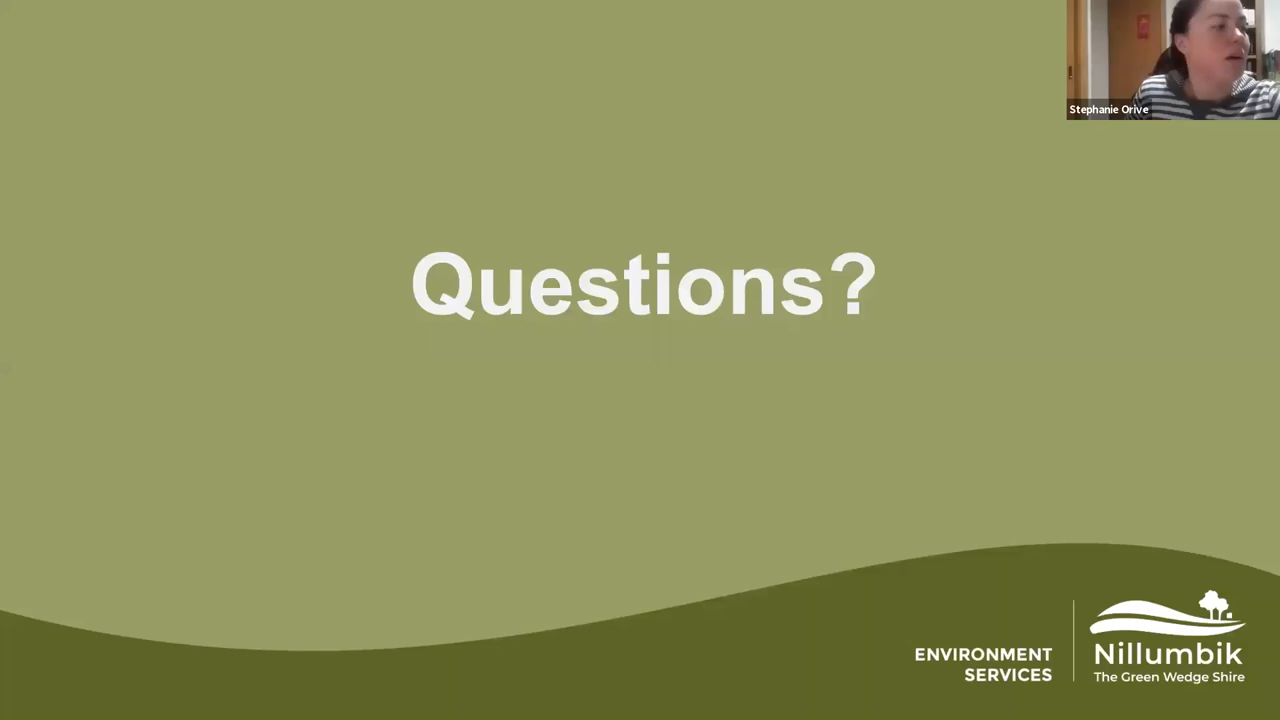 Stephanie Orive
Questions?
ENVIRONMENT
SERVICES
Nillumbik
The Green Wedge Shire